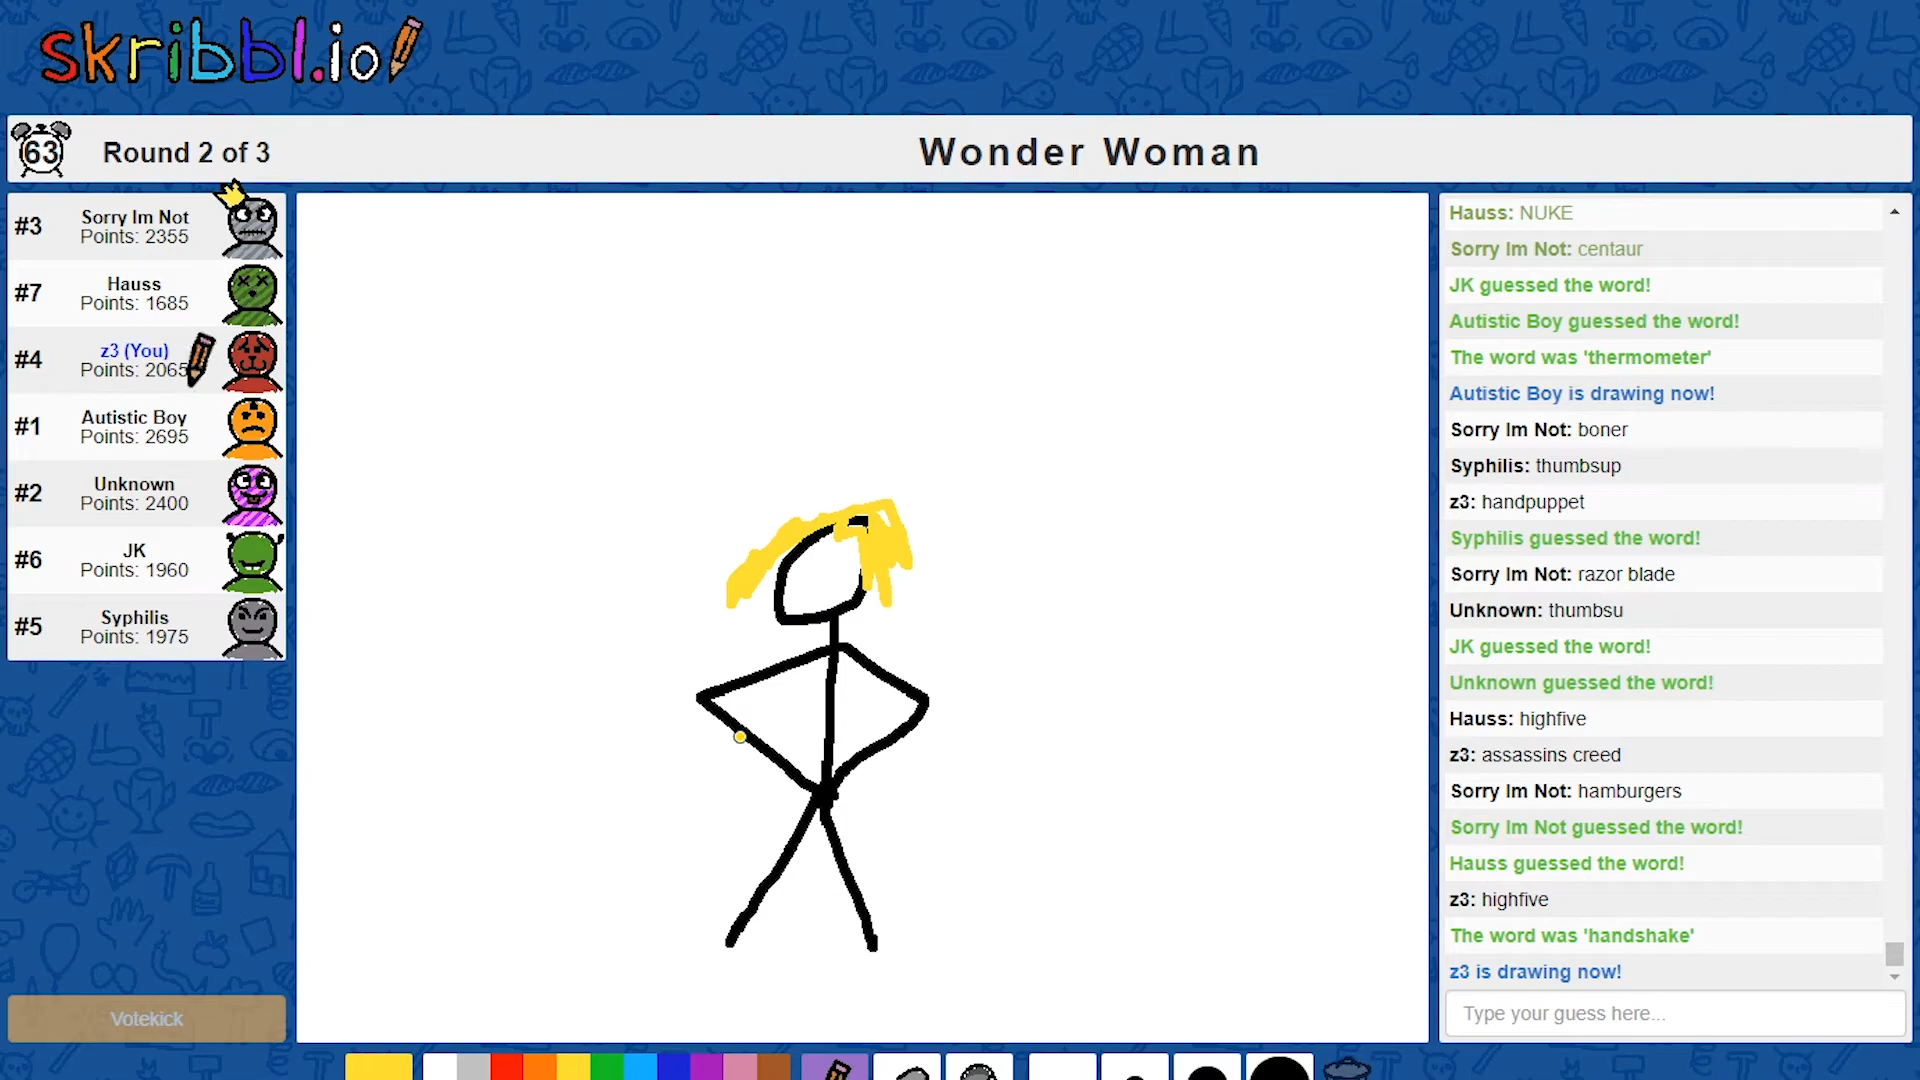 skribbl.io
63
Round 2 of 3
Wonder Woman
#3
Sorry Im Not
Points: 2355
#7
Hauss
Points: 1685
#4
z3 (You)
Points: 2065
#1
Autistic Boy
Points: 2695
#2
Unknown
Points: 2400
#6
JK
Points: 1960
#5
Syphilis
Points: 1975
Votekick
Hauss: NUKE
Sorry Im Not: centaur
JK guessed the word!
Autistic Boy guessed the word!
The word was 'thermometer'
Autistic Boy is drawing now!
Sorry Im Not: boner
Syphilis: thumbsup
z3: handpuppet
Syphilis guessed the word!
Sorry Im Not: razor blade
Unknown: thumbsu
JK guessed the word!
Unknown guessed the word!
Hauss: highfive
z3: assassins creed
Sorry Im Not: hamburgers
Sorry Im Not guessed the word!
Hauss guessed the word!
z3: highfive
The word was 'handshake'
z3 is drawing now!
Type your guess here...